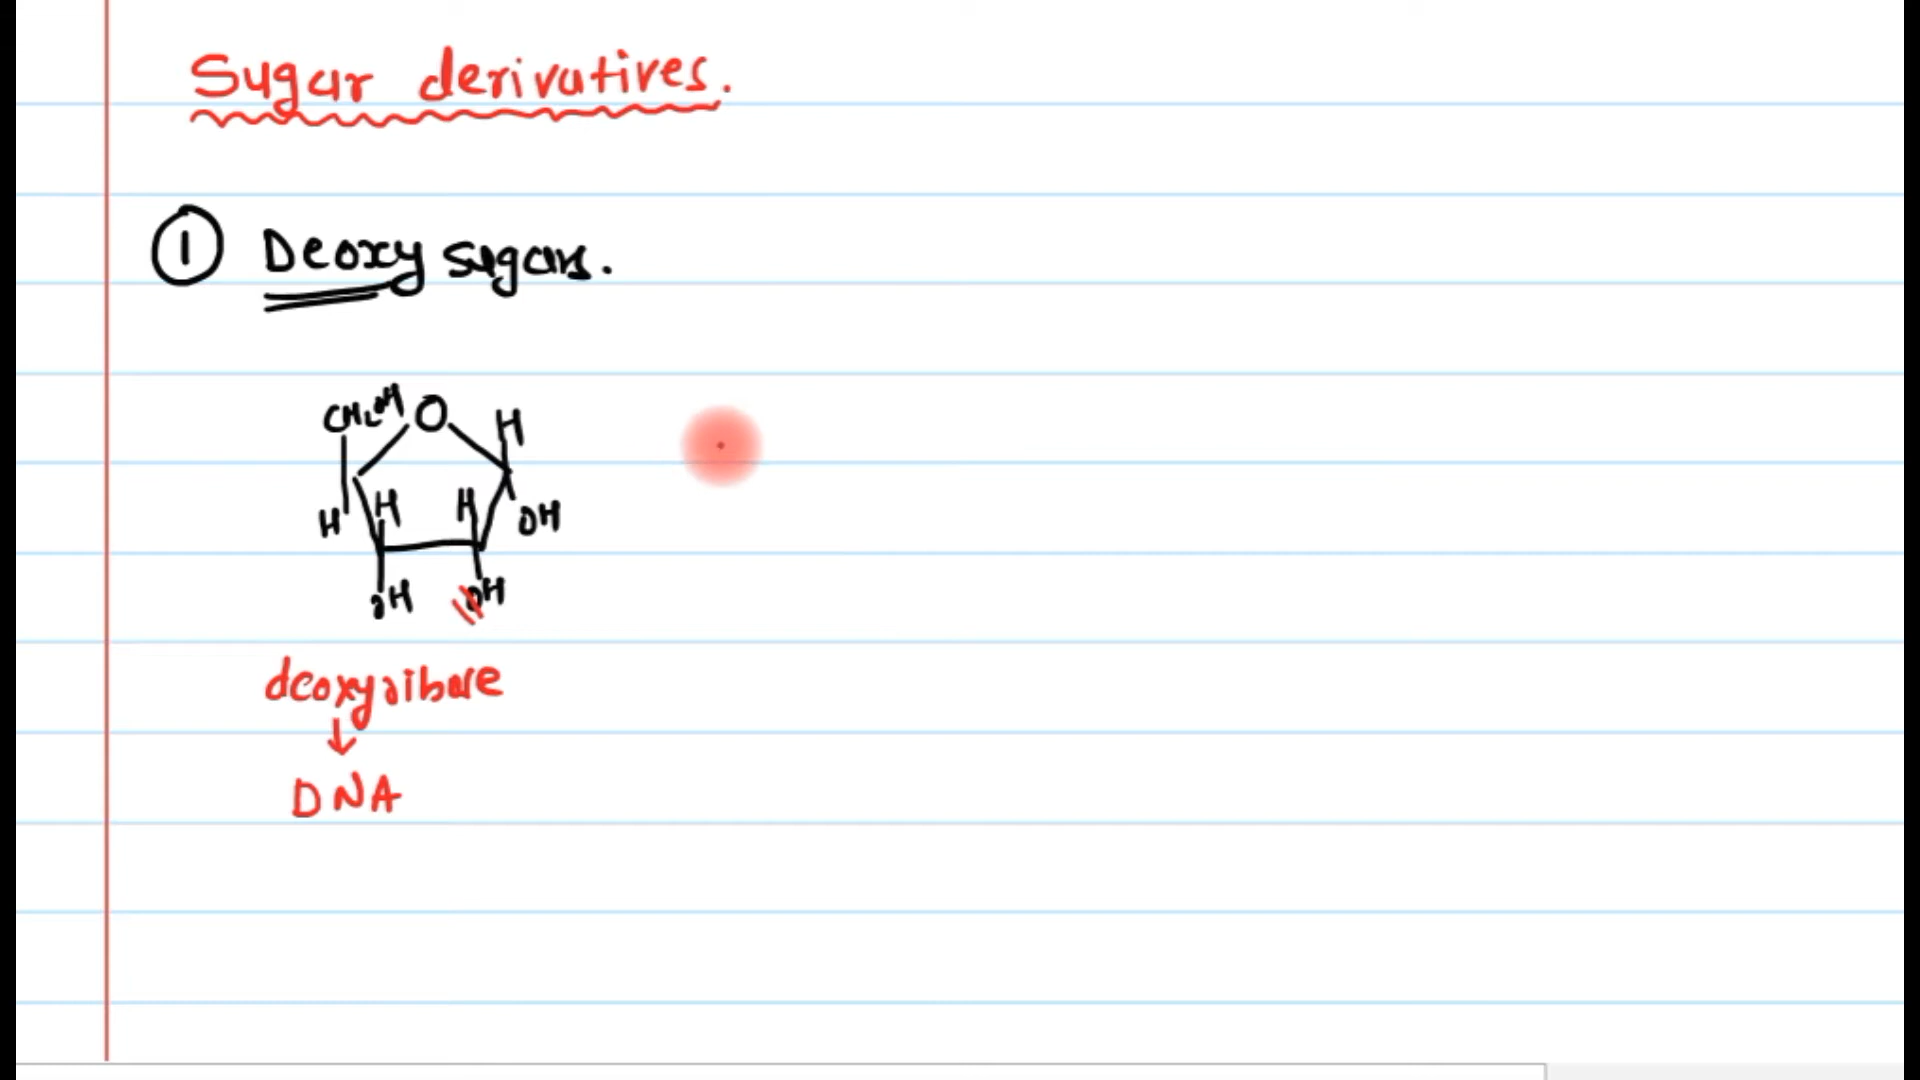 Sugar derivatives.
① Deoxy sugars.
CH₂OH O H
H H H OH
OH OH
deoxyribose
↓
DNA